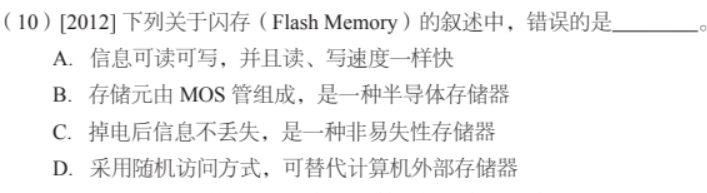 （10）[2012] 下列关于闪存（Flash Memory）的叙述中，错误的是________。
A. 信息可读可写，并且读、写速度一样快
B. 存储元由 MOS 管组成，是一种半导体存储器
C. 掉电后信息不丢失，是一种非易失性存储器
D. 采用随机访问方式，可替代计算机外部存储器